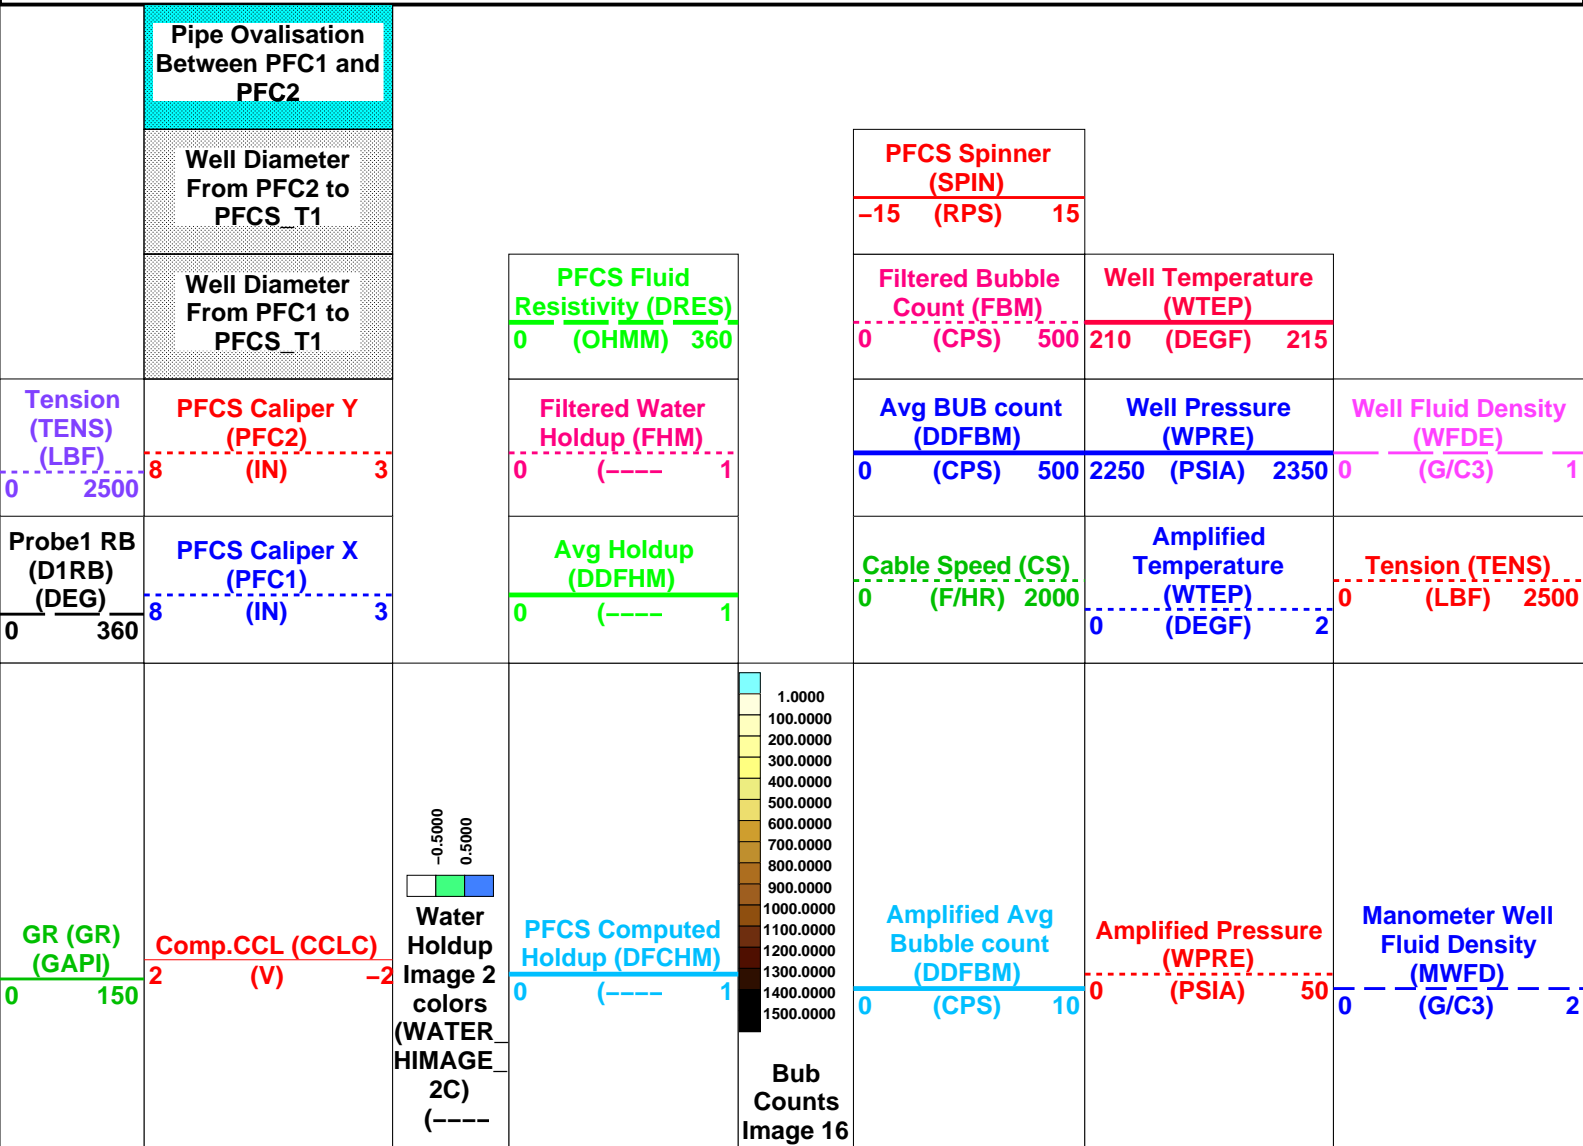 Pipe Ovalisation
Between PFC1 and
PFC2
Well Diameter
From PFC2 to
PFCS_T1
PFCS Spinner
(SPIN)
−15 (RPS) 15
Well Diameter
From PFC1 to
PFCS_T1
PFCS Fluid
Resistivity (DRES)
0 (OHMM) 360
Filtered Bubble
Count (FBM)
0 (CPS) 500
Well Temperature
(WTEP)
210 (DEGF) 215
Tension
(TENS)
(LBF)
0 2500
PFCS Caliper Y
(PFC2)
8 (IN) 3
Filtered Water
Holdup (FHM)
0 (−−−− 1
Avg BUB count
(DDFBM)
0 (CPS) 500
Well Pressure
(WPRE)
2250 (PSIA) 2350
Well Fluid Density
(WFDE)
0 (G/C3) 1
Probe1 RB
(D1RB)
(DEG)
0 360
PFCS Caliper X
(PFC1)
8 (IN) 3
Avg Holdup
(DDFHM)
0 (−−−− 1
Cable Speed (CS)
0 (F/HR) 2000
Amplified
Temperature
(WTEP)
0 (DEGF) 2
Tension (TENS)
0 (LBF) 2500
GR (GR)
(GAPI)
0 150
Comp.CCL (CCLC)
2 (V) −2
−0.5000
0.5000
Water
Holdup
Image 2
colors
(WATER_
HIMAGE_
2C)
(−−−−
PFCS Computed
Holdup (DFCHM)
0 (−−−− 1
1.0000
100.0000
200.0000
300.0000
400.0000
500.0000
600.0000
700.0000
800.0000
900.0000
1000.0000
1100.0000
1200.0000
1300.0000
1400.0000
1500.0000
Bub
Counts
Image 16
Amplified Avg
Bubble count
(DDFBM)
0 (CPS) 10
Amplified Pressure
(WPRE)
0 (PSIA) 50
Manometer Well
Fluid Density
(MWFD)
0 (G/C3) 2